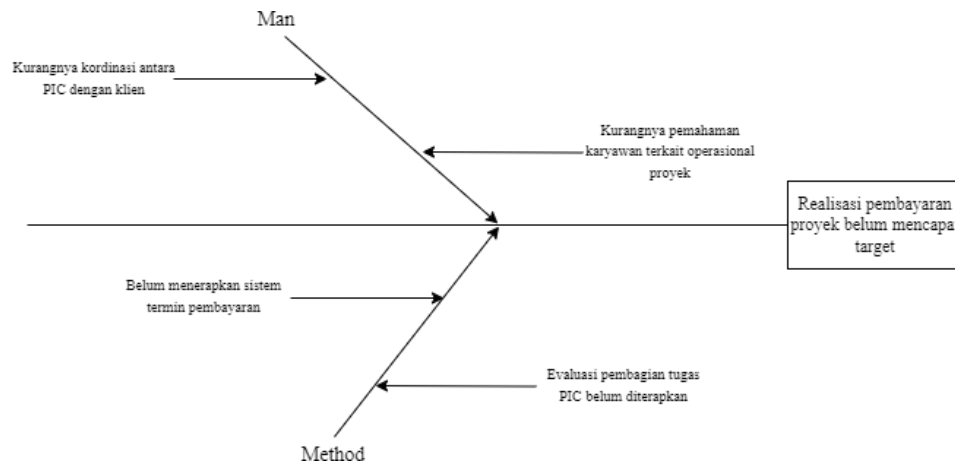 Man
Kurangnya kordinasi antara
PIC dengan klien
Kurangnya pemahaman
karyawan terkait operasional
proyek
Realisasi pembayaran
proyek belum mencapa
target
Belum menerapkan sistem
termin pembayaran
Evaluasi pembagian tugas
PIC belum diterapkan
Method